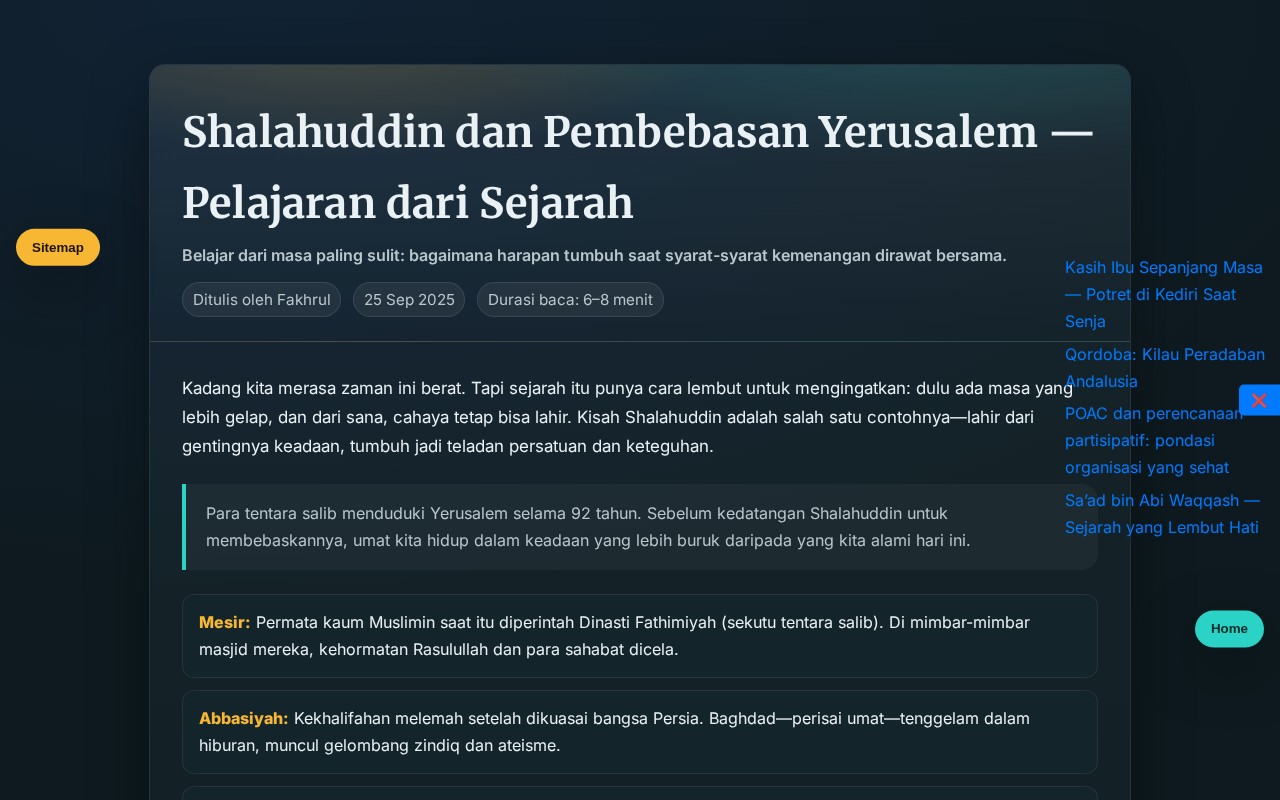 Shalahuddin dan Pembebasan Yerusalem —
Pelajaran dari Sejarah
Belajar dari masa paling sulit: bagaimana harapan tumbuh saat syarat-syarat kemenangan dirawat bersama.
Ditulis oleh Fakhrul
25 Sep 2025
Durasi baca: 6–8 menit
Kadang kita merasa zaman ini berat. Tapi sejarah itu punya cara lembut untuk mengingatkan: dulu ada masa yang
lebih gelap, dan dari sana, cahaya tetap bisa lahir. Kisah Shalahuddin adalah salah satu contohnya—lahir dari
gentingnya keadaan, tumbuh jadi teladan persatuan dan keteguhan.
Para tentara salib menduduki Yerusalem selama 92 tahun. Sebelum kedatangan Shalahuddin untuk
membebaskannya, umat kita hidup dalam keadaan yang lebih buruk daripada yang kita alami hari ini.
Mesir: Permata kaum Muslimin saat itu diperintah Dinasti Fathimiyah (sekutu tentara salib). Di mimbar-mimbar
masjid mereka, kehormatan Rasulullah dan para sahabat dicela.
Abbasiyah: Kekhalifahan melemah setelah dikuasai bangsa Persia. Baghdad—perisai umat—tenggelam dalam
hiburan, muncul gelombang zindiq dan ateisme.
Sitemap
Kasih Ibu Sepanjang Masa
— Potret di Kediri Saat
Senja
Qordoba: Kilau Peradaban
Andalusia
POAC dan perencanaan
partisipatif: pondasi
organisasi yang sehat
Sa’ad bin Abi Waqqash —
Sejarah yang Lembut Hati
Home